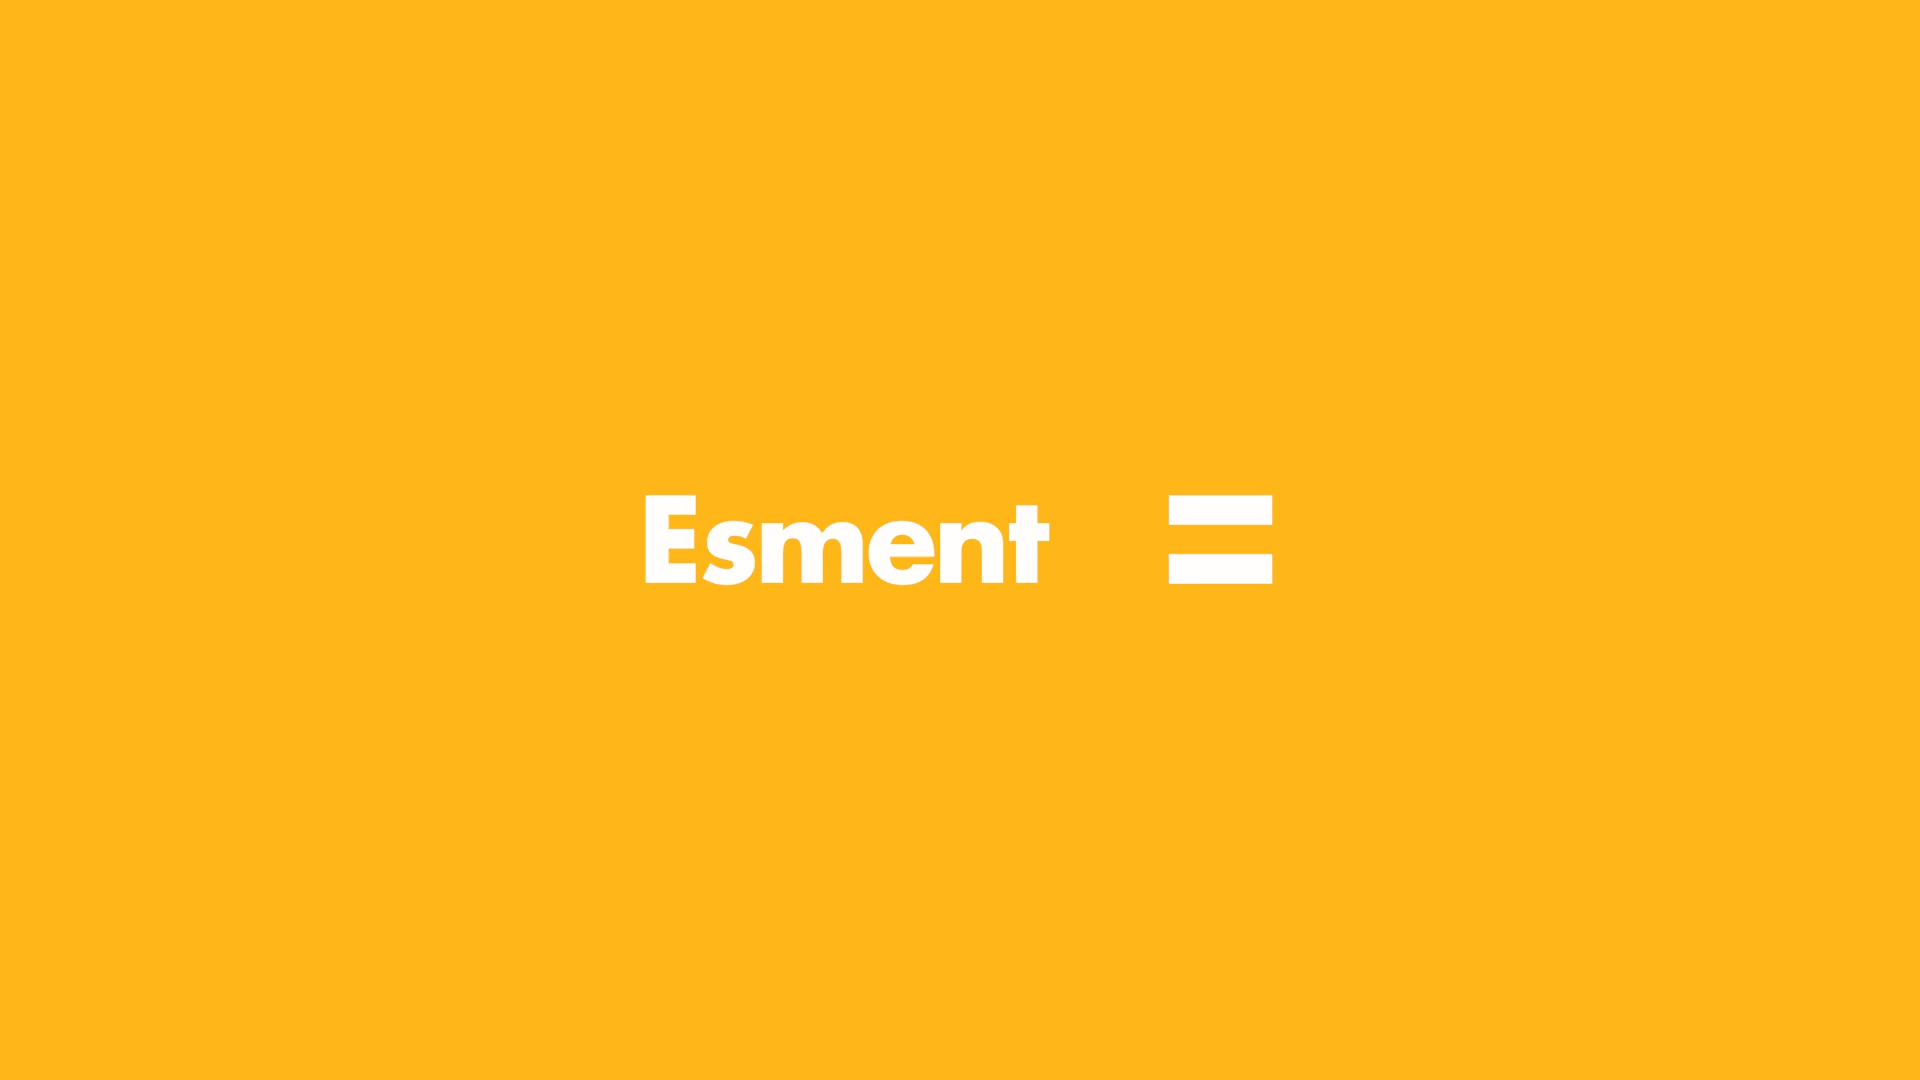 Esment =